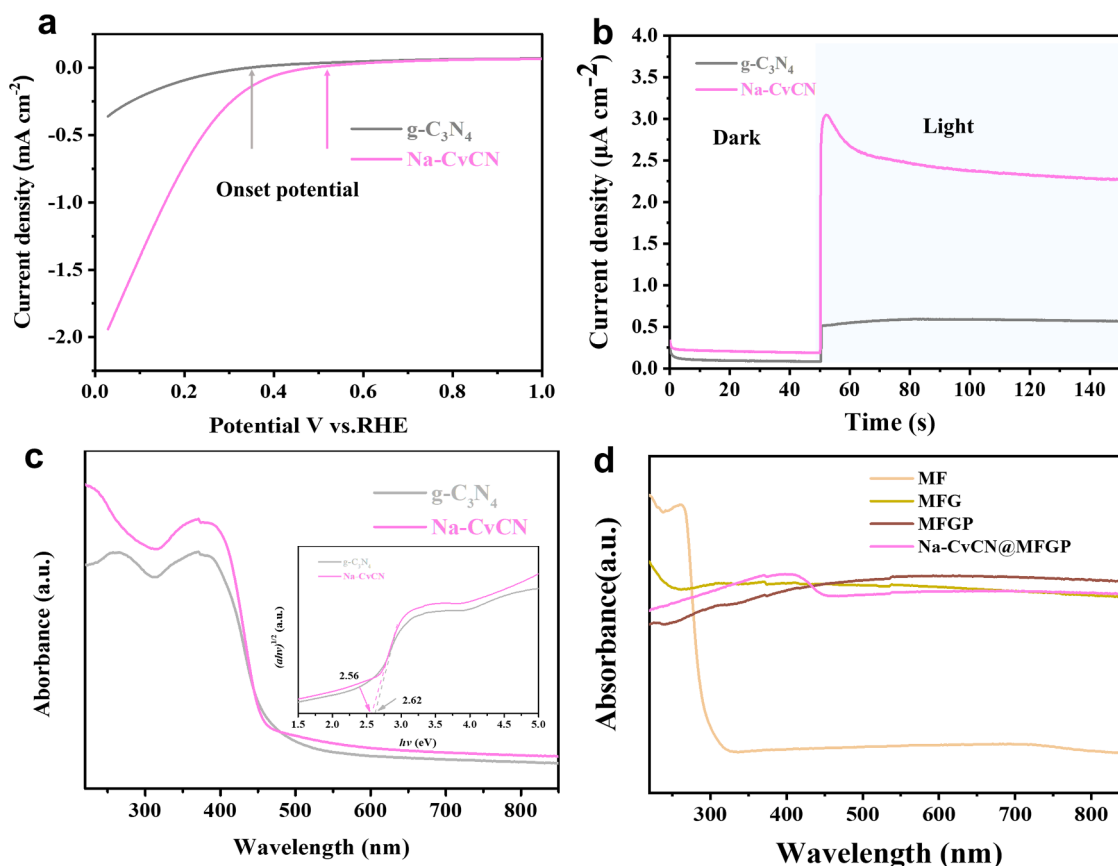 a
0.0
-0.5
-1.0
-1.5
-2.0
Current density (mA cm⁻²)
g-C₃N₄
Na-CvCN
Onset potential
0.0 0.2 0.4 0.6 0.8 1.0
Potential V vs.RHE
b
4.0
3.5
3.0
2.5
2.0
1.5
1.0
0.5
0.0
Current density (μA cm⁻²)
g-C₃N₄
Na-CvCN
Dark
Light
0 20 40 60 80 100 120 140
Time (s)
c
Aborbance (a.u.)
g-C₃N₄
Na-CvCN
g-C₃N₄
Na-CvCN
(αhν)^1/2 (a.u.)
2.56
2.62
1.5 2.0 2.5 3.0 3.5 4.0 4.5 5.0
hν (eV)
300 400 500 600 700 800
Wavelength (nm)
d
Absorbance(a.u.)
MF
MFG
MFGP
Na-CvCN@MFGP
300 400 500 600 700 800
Wavelength (nm)